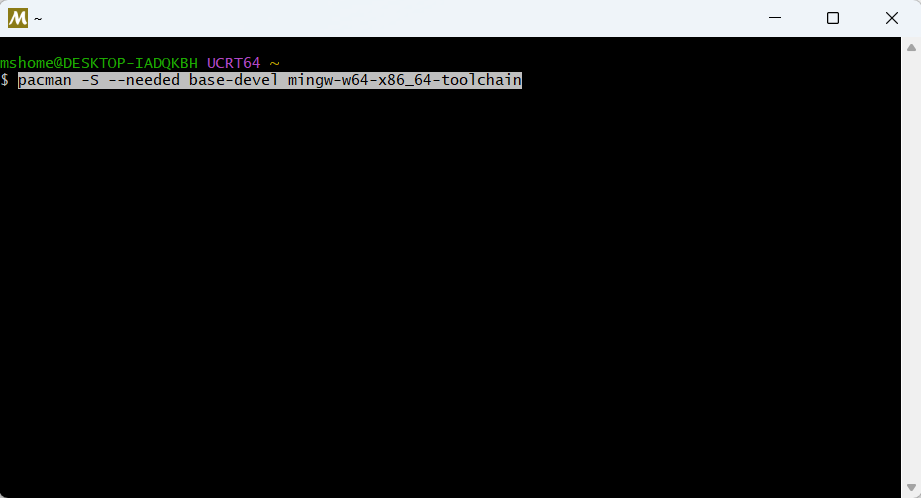 ~
mshome@DESKTOP-IADQKBH UCRT64 ~
$ pacman -S --needed base-devel mingw-w64-x86_64-toolchain